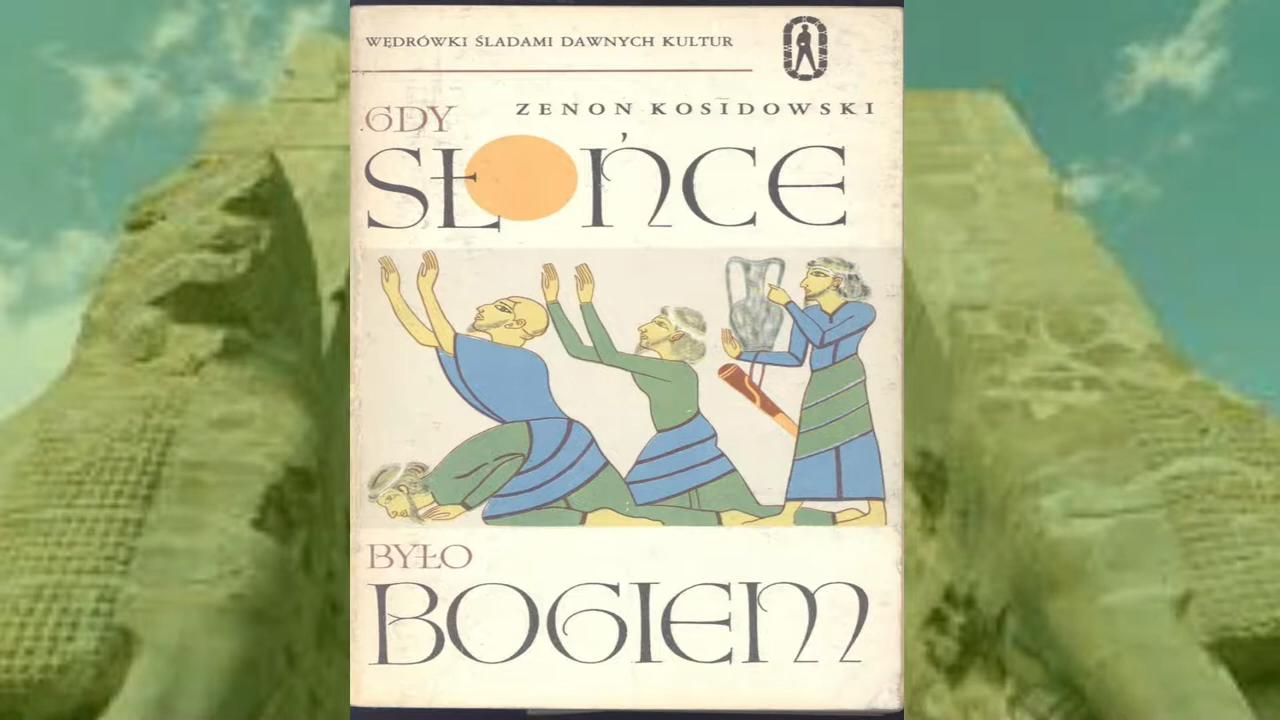 WĘDRÓWKI ŚLADAMI DAWNYCH KULTUR
ZENON KOSIDOWSKI
GDY
SŁOŃCE
BYŁO
BOGIEM